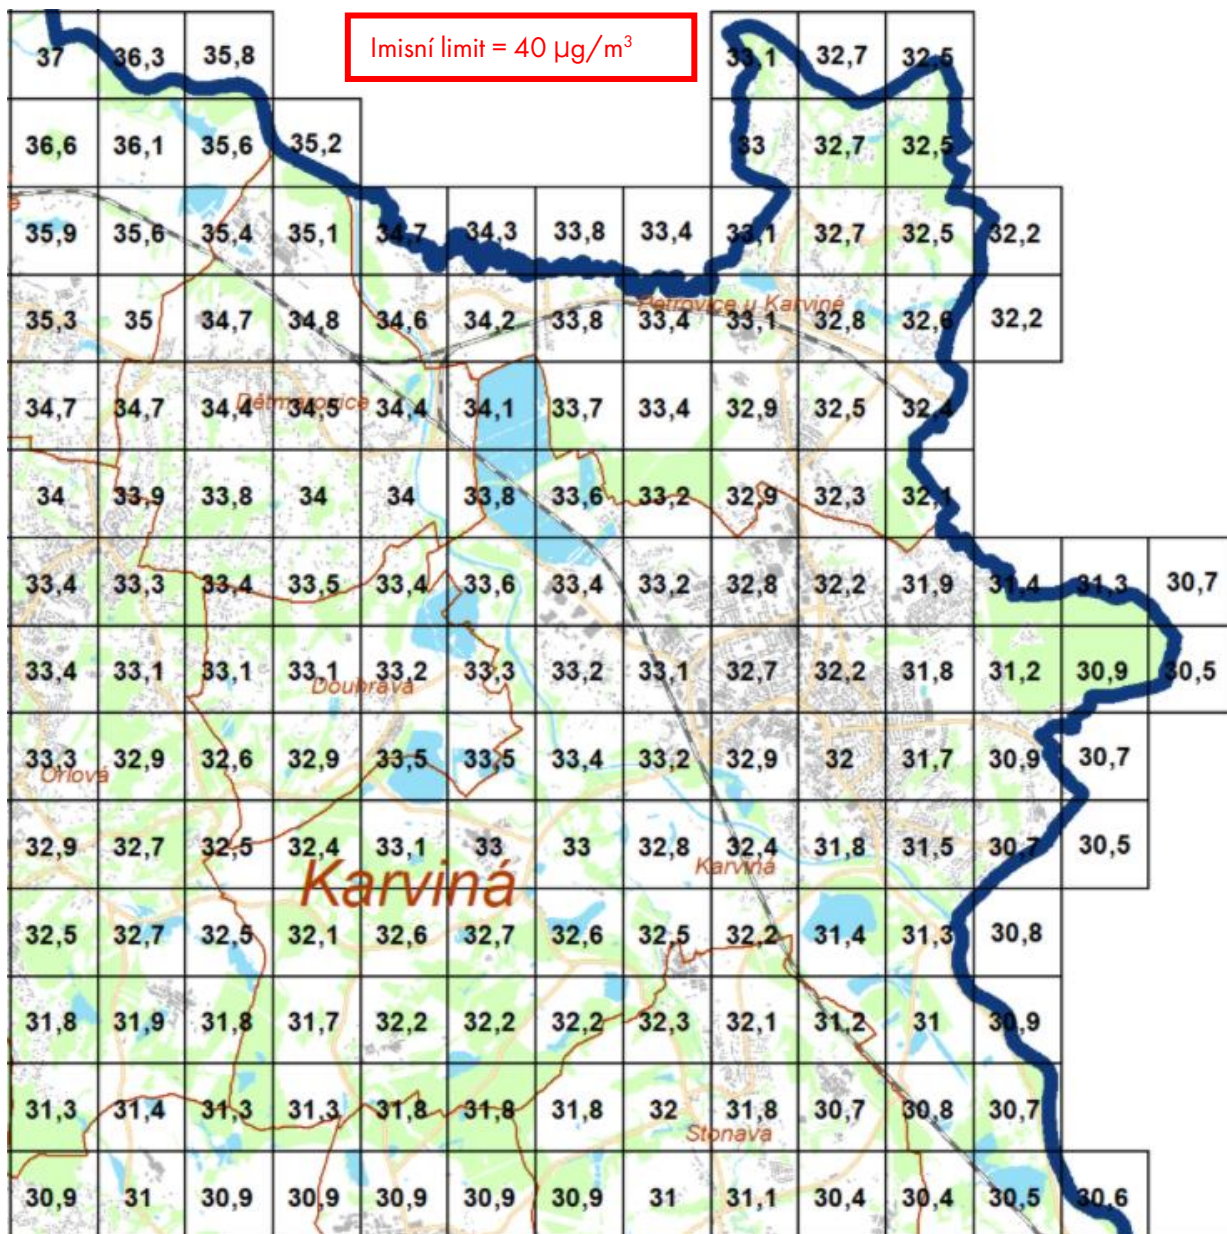 Imisní limit = 40 µg/m³
37 36,3 35,8 33,1 32,7 32,5
36,6 36,1 35,6 35,2 33 32,7 32,5
35,9 35,6 35,4 35,1 34,7 34,3 33,8 33,4 33,1 32,7 32,5 32,2
Petrovice u Karviné
35,3 35 34,7 34,8 34,6 34,2 33,8 33,4 33,1 32,8 32,6 32,2
Dětmarovice
34,7 34,7 34,4 34,5 34,4 34,1 33,7 33,4 32,9 32,5 32,4
34 33,9 33,8 34 34 33,8 33,6 33,2 32,9 32,3 32,1
33,4 33,3 33,4 33,5 33,4 33,6 33,4 33,2 32,8 32,2 31,9 31,4 31,3 30,7
33,4 33,1 33,1 33,1 33,2 33,3 33,2 33,1 32,7 32,2 31,8 31,2 30,9 30,5
Doubrava
33,3 32,9 32,6 32,9 33,5 33,5 33,4 33,2 32,9 32 31,7 30,9 30,7
Orlová
32,9 32,7 32,5 32,4 33,1 33 33 32,8 32,4 31,8 31,5 30,7 30,5
Karviná
Karviná
32,5 32,7 32,5 32,1 32,6 32,7 32,6 32,5 32,2 31,4 31,3 30,8
31,8 31,9 31,8 31,7 32,2 32,2 32,2 32,3 32,1 31,2 31 30,9
31,3 31,4 31,3 31,3 31,8 31,8 31,8 32 31,8 30,7 30,8 30,7
Stonava
30,9 31 30,9 30,9 30,9 30,9 30,9 31 31,1 30,4 30,4 30,5 30,6